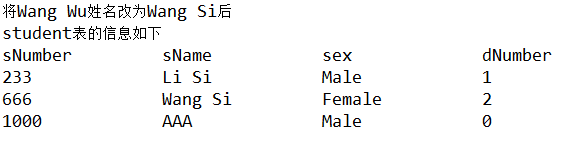 将Wang Wu姓名改为Wang Si后
student表的信息如下
sNumber sName sex dNumber
233 Li Si Male 1
666 Wang Si Female 2
1000 AAA Male 0